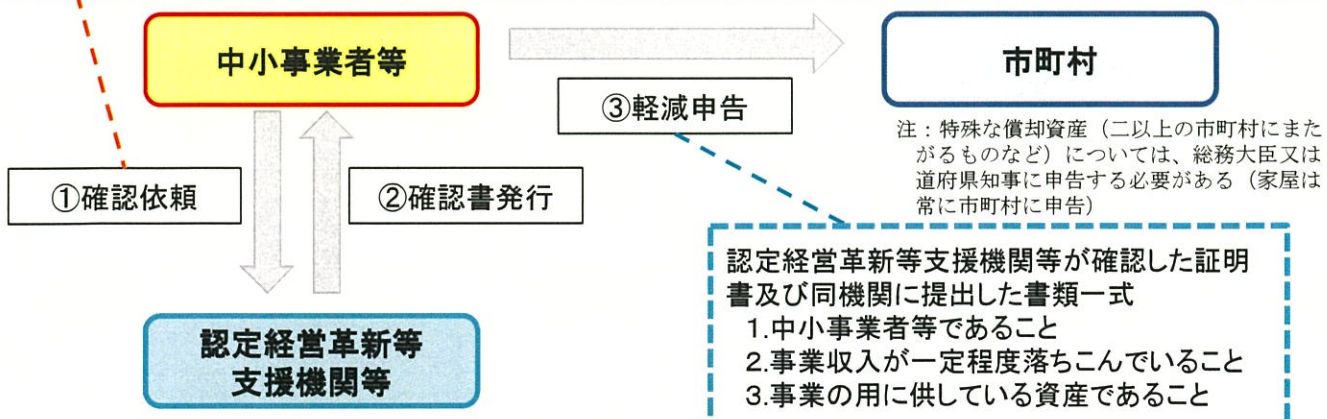 中小事業者等
市町村
③軽減申告
注：特殊な償却資産（二以上の市町村にまた
がるものなど）については、総務大臣又は
道府県知事に申告する必要がある（家屋は
常に市町村に申告）
①確認依頼
②確認書発行
認定経営革新等支援機関等が確認した証明
書及び同機関に提出した書類一式
1.中小事業者等であること
2.事業収入が一定程度落ちこんでいること
3.事業の用に供している資産であること
認定経営革新等
支援機関等